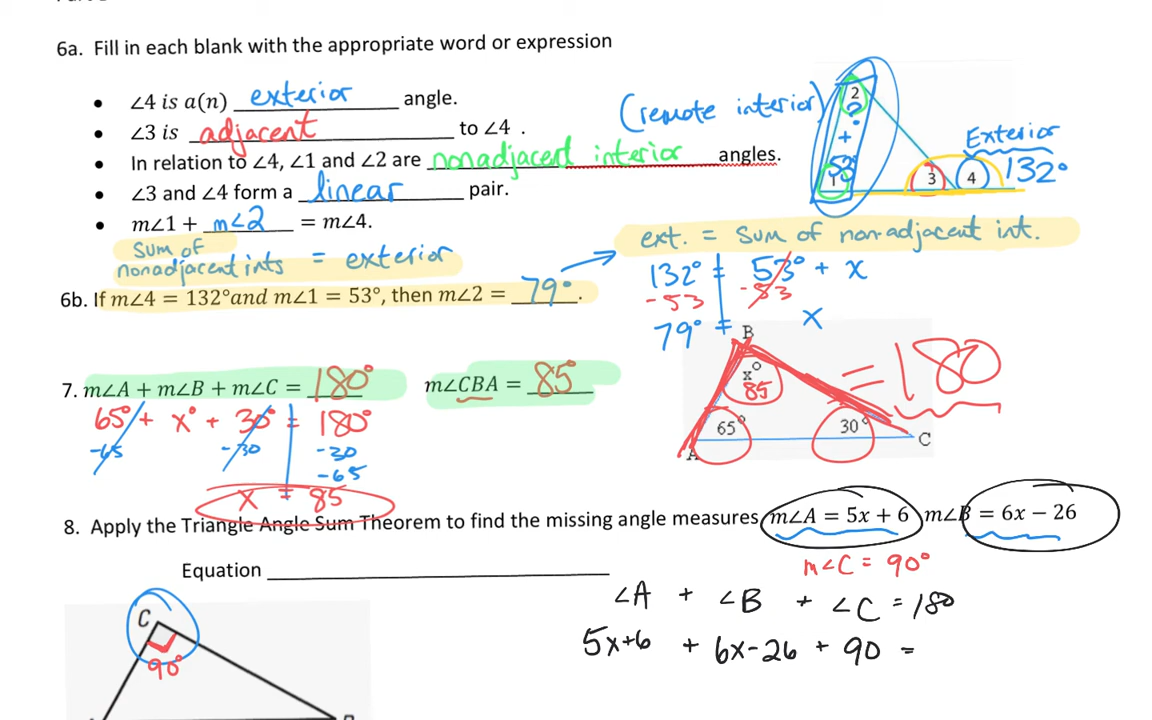 6a. Fill in each blank with the appropriate word or expression
• ∠4 is a(n) exterior angle.
• ∠3 is adjacent to ∠4 .
• In relation to ∠4, ∠1 and ∠2 are nonadjacent interior angles.
• ∠3 and ∠4 form a linear pair.
• m∠1 + m∠2 = m∠4.
(remote interior)
2
?
+
53°
1
3
4
Exterior
132°
sum of
nonadjacent ints = exterior
ext. = sum of nonadjacent int.
132° = 53° + x
-53 -53
79° = x
6b. If m∠4 = 132°and m∠1 = 53°, then m∠2 = 79°.
7. m∠A + m∠B + m∠C = 180°
m∠CBA = 85°
65° + x° + 30° = 180°
-65 -30 -30
-65
x = 85
B
x°
85
65°
30°
A
C
= 180
8. Apply the Triangle Angle Sum Theorem to find the missing angle measures m∠A = 5x + 6, m∠B = 6x − 26
m∠C = 90°
Equation
∠A + ∠B + ∠C = 180
5x+6 + 6x-26 + 90 =
C
90°